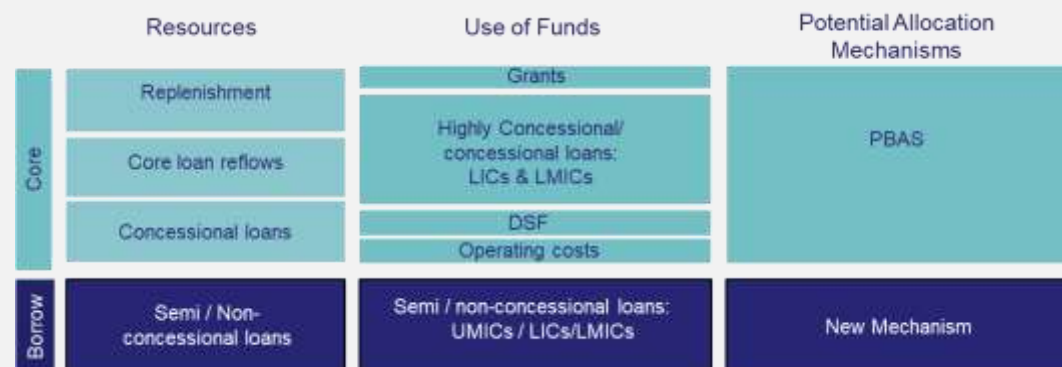 Resources
Use of Funds
Potential Allocation
Mechanisms
Core
Replenishment
Core loan reflows
Concessional loans
Grants
Highly Concessional/
concessional loans:
LICs & LMICs
DSF
Operating costs
PBAS
Borrow
Semi / Non-
concessional loans
Semi / non-concessional loans:
UMICs / LICs/LMICs
New Mechanism